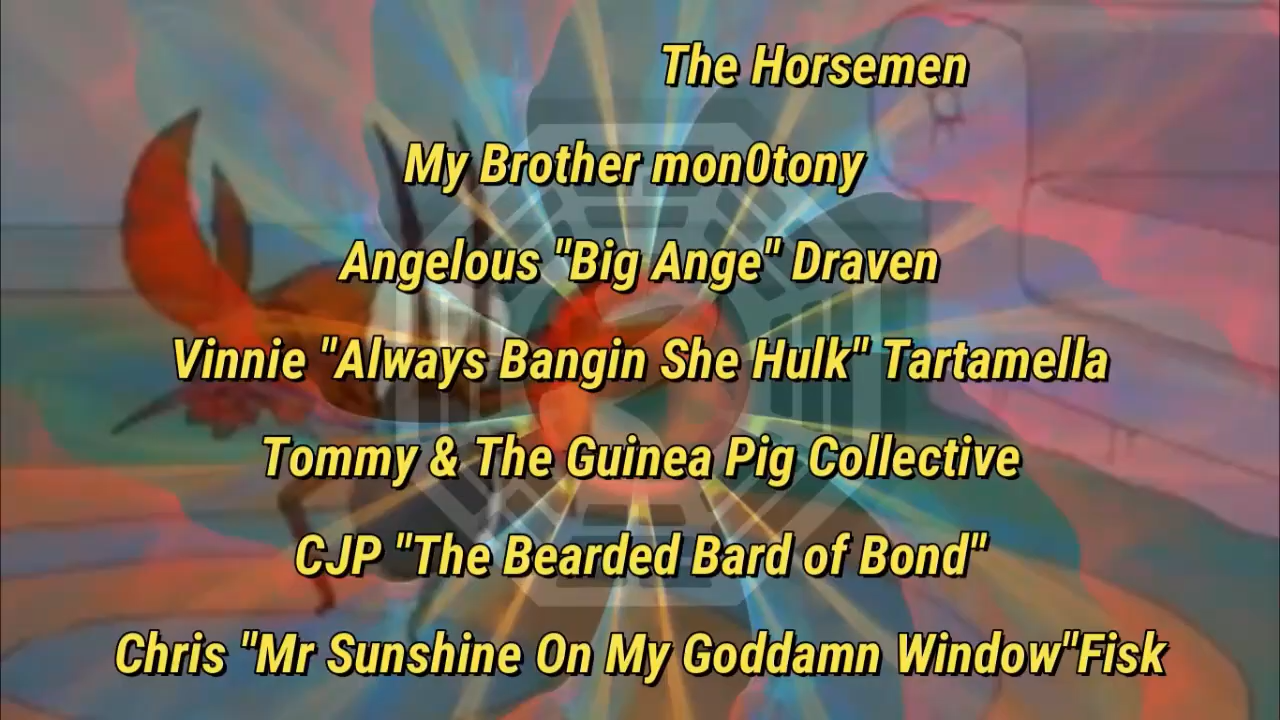 The Horsemen
My Brother mon0tony
Angelous "Big Ange" Draven
Vinnie "Always Bangin She Hulk" Tartamella
Tommy & The Guinea Pig Collective
CJP "The Bearded Bard of Bond"
Chris "Mr Sunshine On My Goddamn Window"Fisk